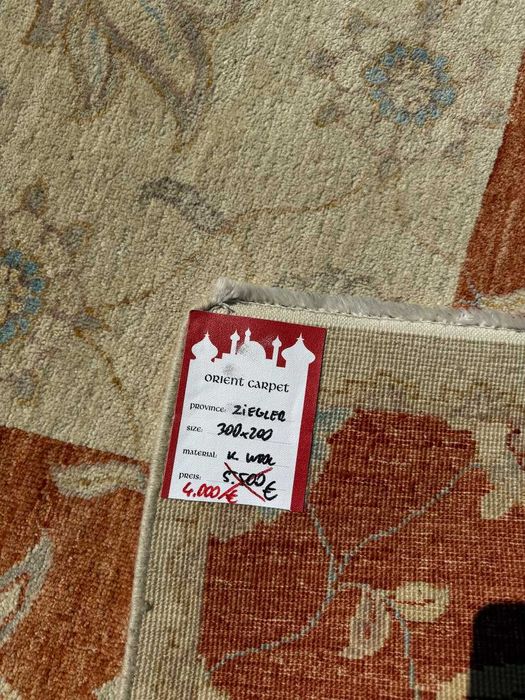 ORIENT CARPET
PROVINCE: ZIEGLER
SIZE: 300x200
MATERIAL: K. WOOL
PREIS: 5.500 €
4.000/€